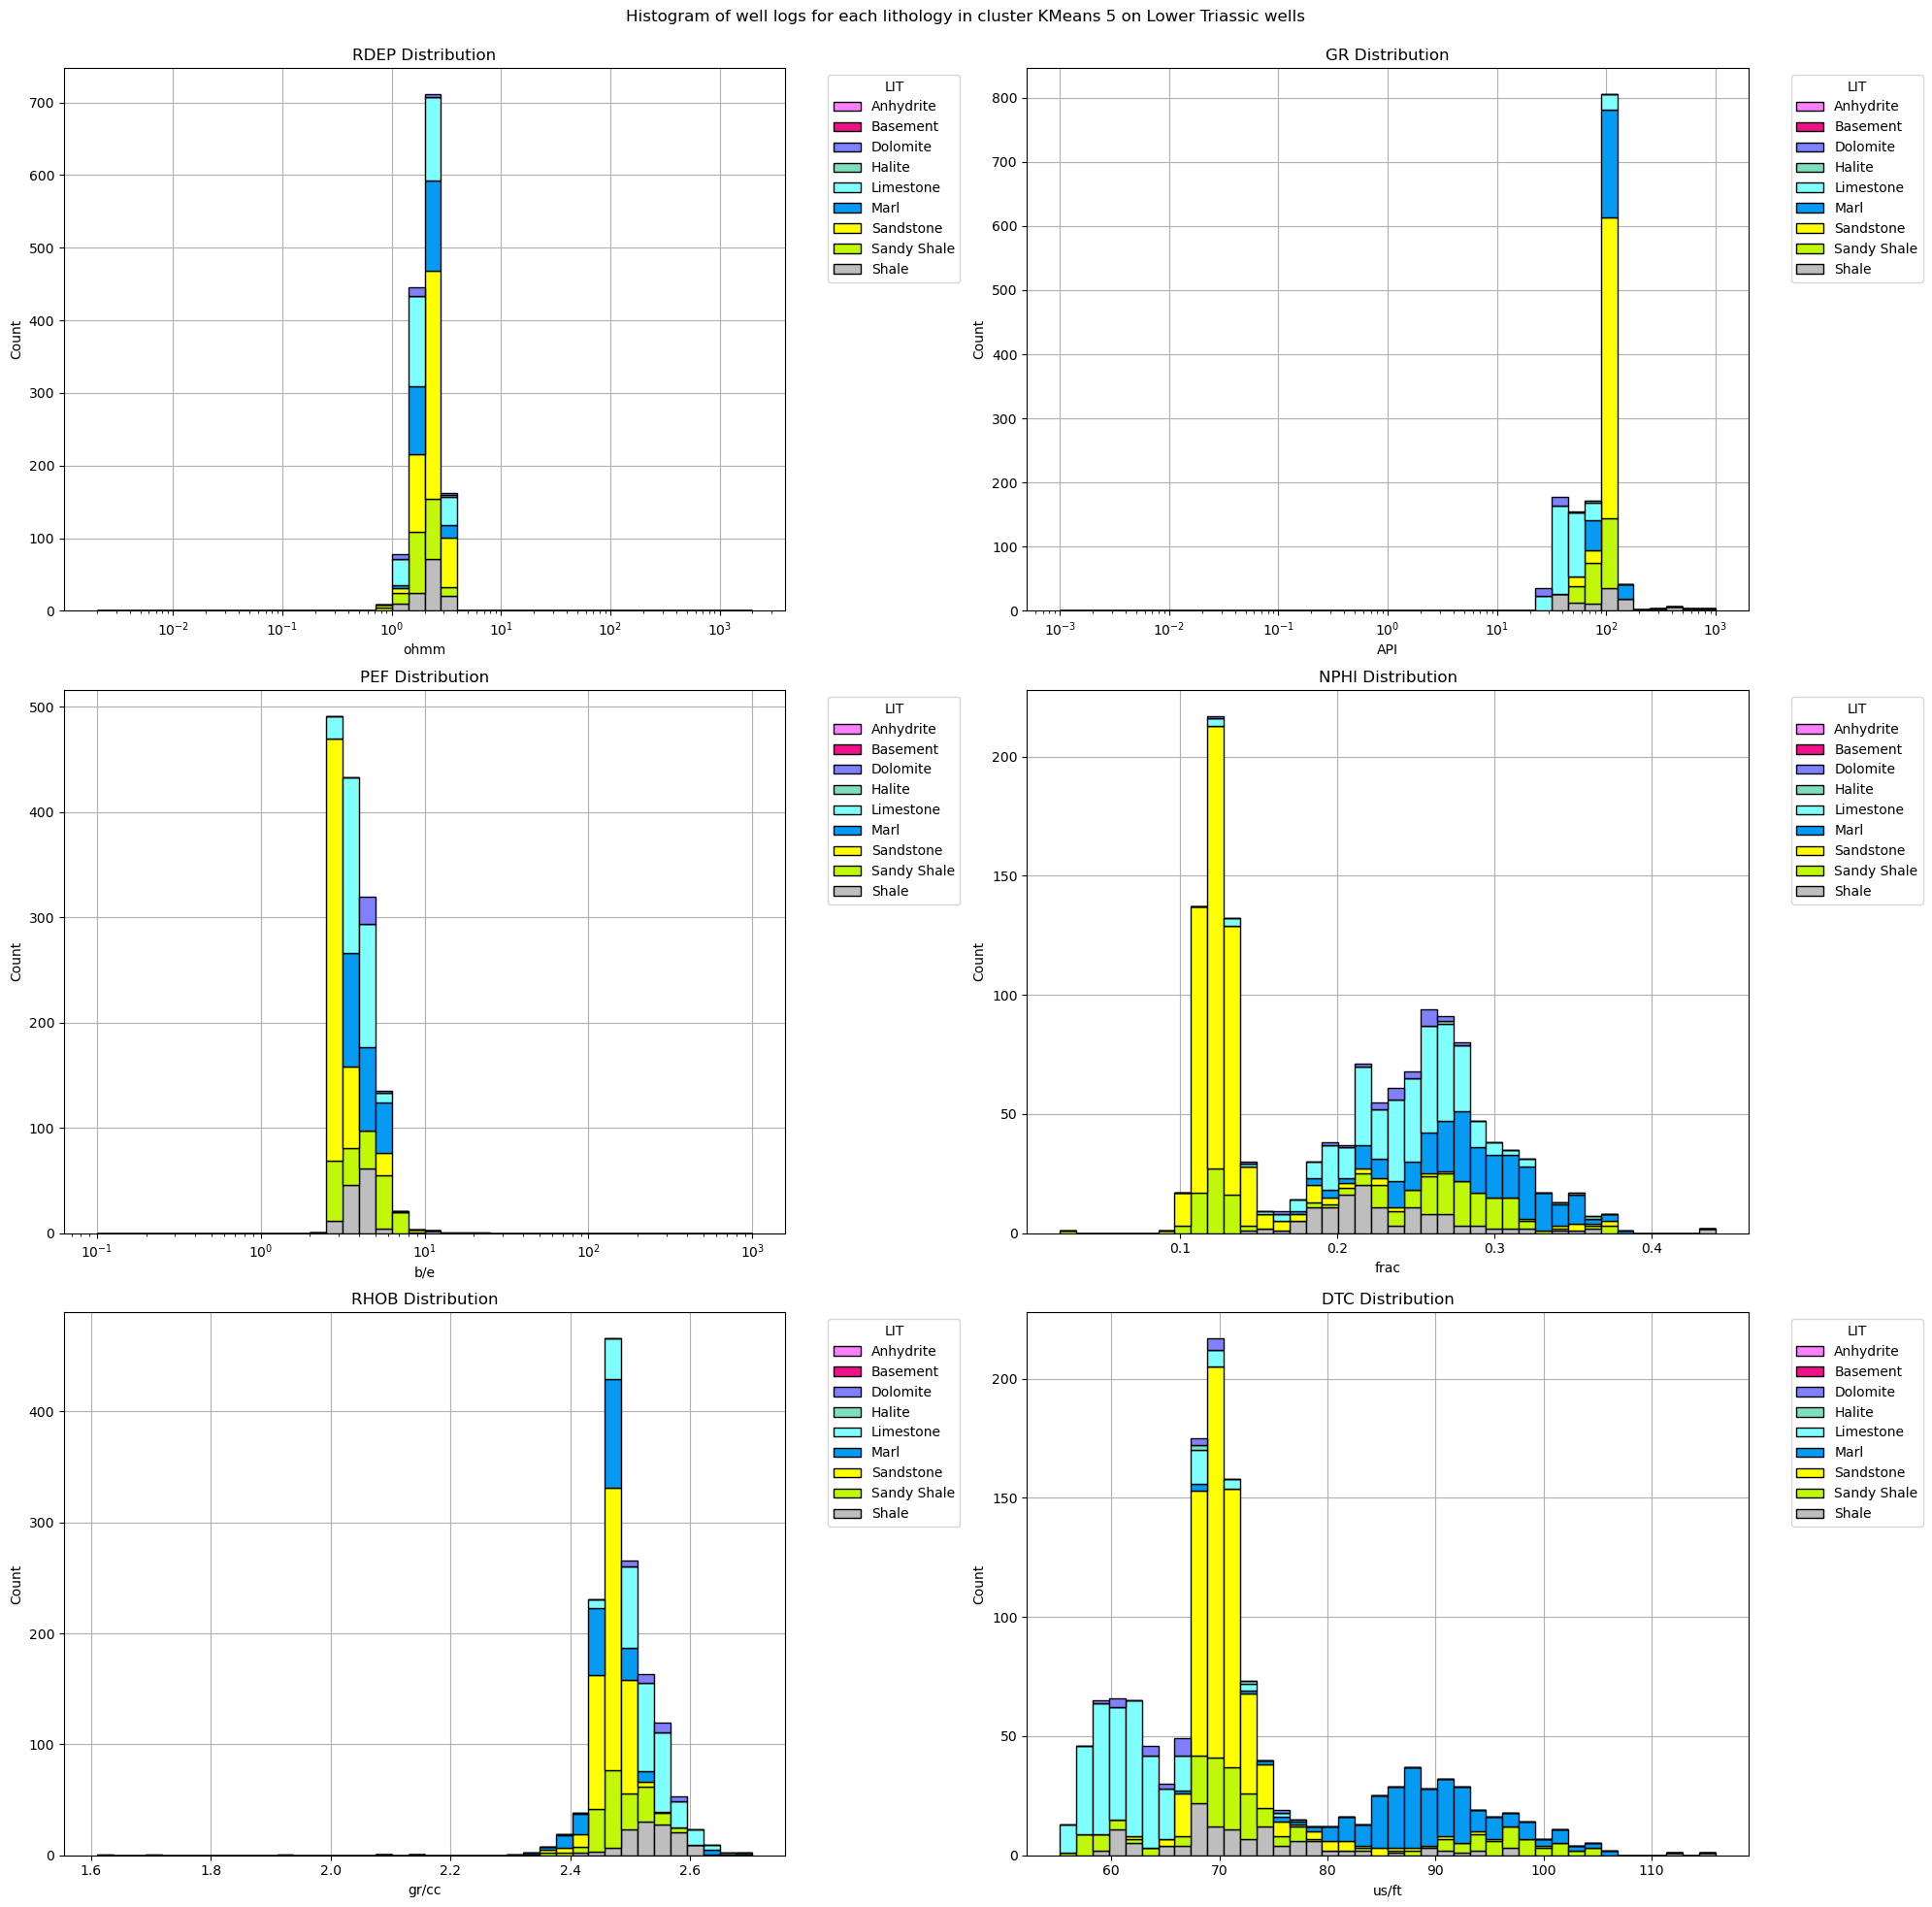 Histogram of well logs for each lithology in cluster KMeans 5 on Lower Triassic wells
RDEP Distribution
Count
700
600
500
400
300
200
100
0
10⁻²
10⁻¹
10⁰
10¹
10²
10³
ohmm
LIT
Anhydrite
Basement
Dolomite
Halite
Limestone
Marl
Sandstone
Sandy Shale
Shale
GR Distribution
Count
800
700
600
500
400
300
200
100
0
10⁻³
10⁻²
10⁻¹
10⁰
10¹
10²
10³
API
LIT
Anhydrite
Basement
Dolomite
Halite
Limestone
Marl
Sandstone
Sandy Shale
Shale
PEF Distribution
Count
500
400
300
200
100
0
10⁻¹
10⁰
10¹
10²
10³
b/e
LIT
Anhydrite
Basement
Dolomite
Halite
Limestone
Marl
Sandstone
Sandy Shale
Shale
NPHI Distribution
Count
200
150
100
50
0
0.1
0.2
0.3
0.4
frac
LIT
Anhydrite
Basement
Dolomite
Halite
Limestone
Marl
Sandstone
Sandy Shale
Shale
RHOB Distribution
Count
400
300
200
100
0
1.6
1.8
2.0
2.2
2.4
2.6
gr/cc
LIT
Anhydrite
Basement
Dolomite
Halite
Limestone
Marl
Sandstone
Sandy Shale
Shale
DTC Distribution
Count
200
150
100
50
0
60
70
80
90
100
110
us/ft
LIT
Anhydrite
Basement
Dolomite
Halite
Limestone
Marl
Sandstone
Sandy Shale
Shale